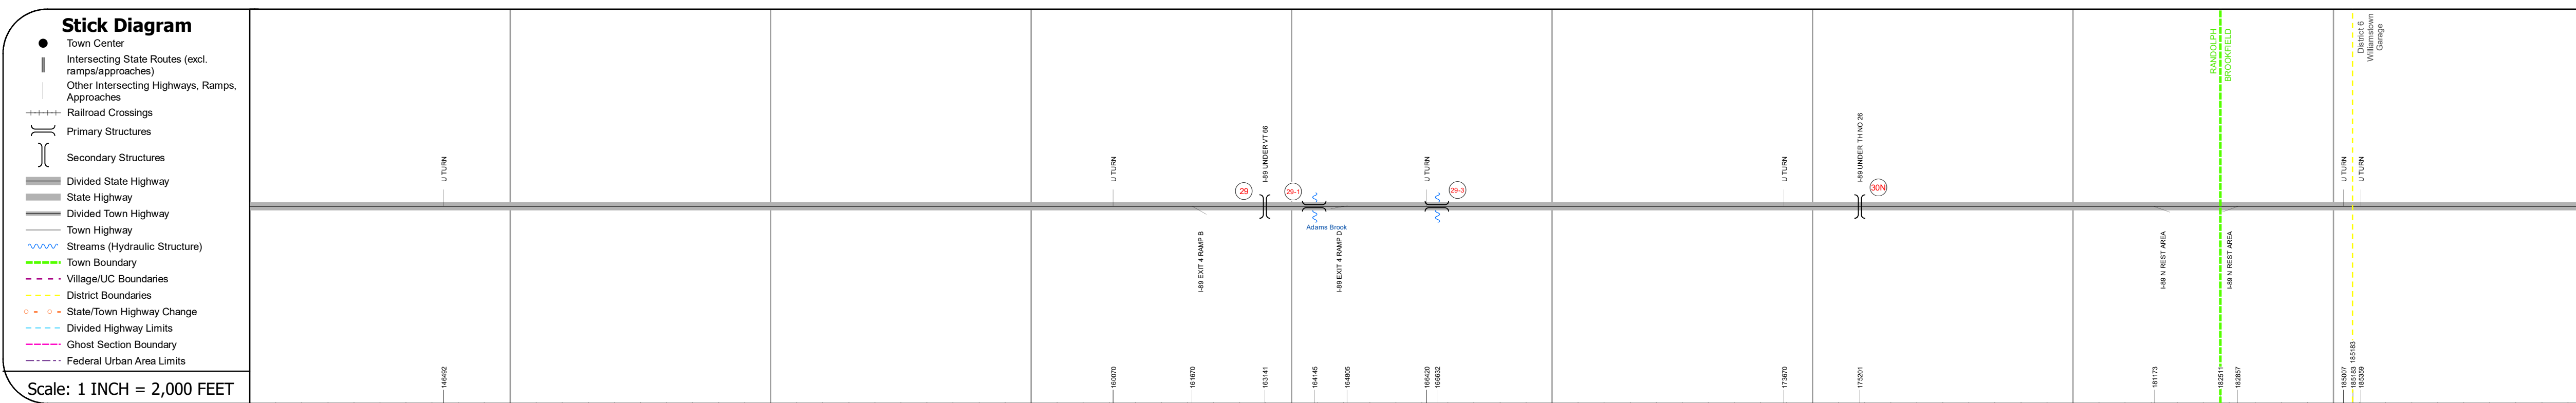 Stick Diagram
Town Center
Intersecting State Routes (excl.
ramps/approaches)
Other Intersecting Highways, Ramps,
Approaches
Railroad Crossings
Primary Structures
Secondary Structures
Divided State Highway
State Highway
Divided Town Highway
Town Highway
Streams (Hydraulic Structure)
Town Boundary
Village/UC Boundaries
District Boundaries
State/Town Highway Change
Divided Highway Limits
Ghost Section Boundary
Federal Urban Area Limits
Scale: 1 INCH = 2,000 FEET
U TURN
U TURN
I-89 UNDER VT 66
U TURN
U TURN
I-89 UNDER TH NO 26
RANDOLPH
BROOKFIELD
U TURN
U TURN
District 6
Williamstown
Garage
29
29-1
29-3
30N
Adams Brook
I-89 EXIT 4 RAMP B
I-89 EXIT 4 RAMP D
I-89 N REST AREA
I-89 N REST AREA
146492
160070
161670
163141
164145
164805
166420
166632
173670
175201
181173
182511
182857
185007
185183
185183
185359